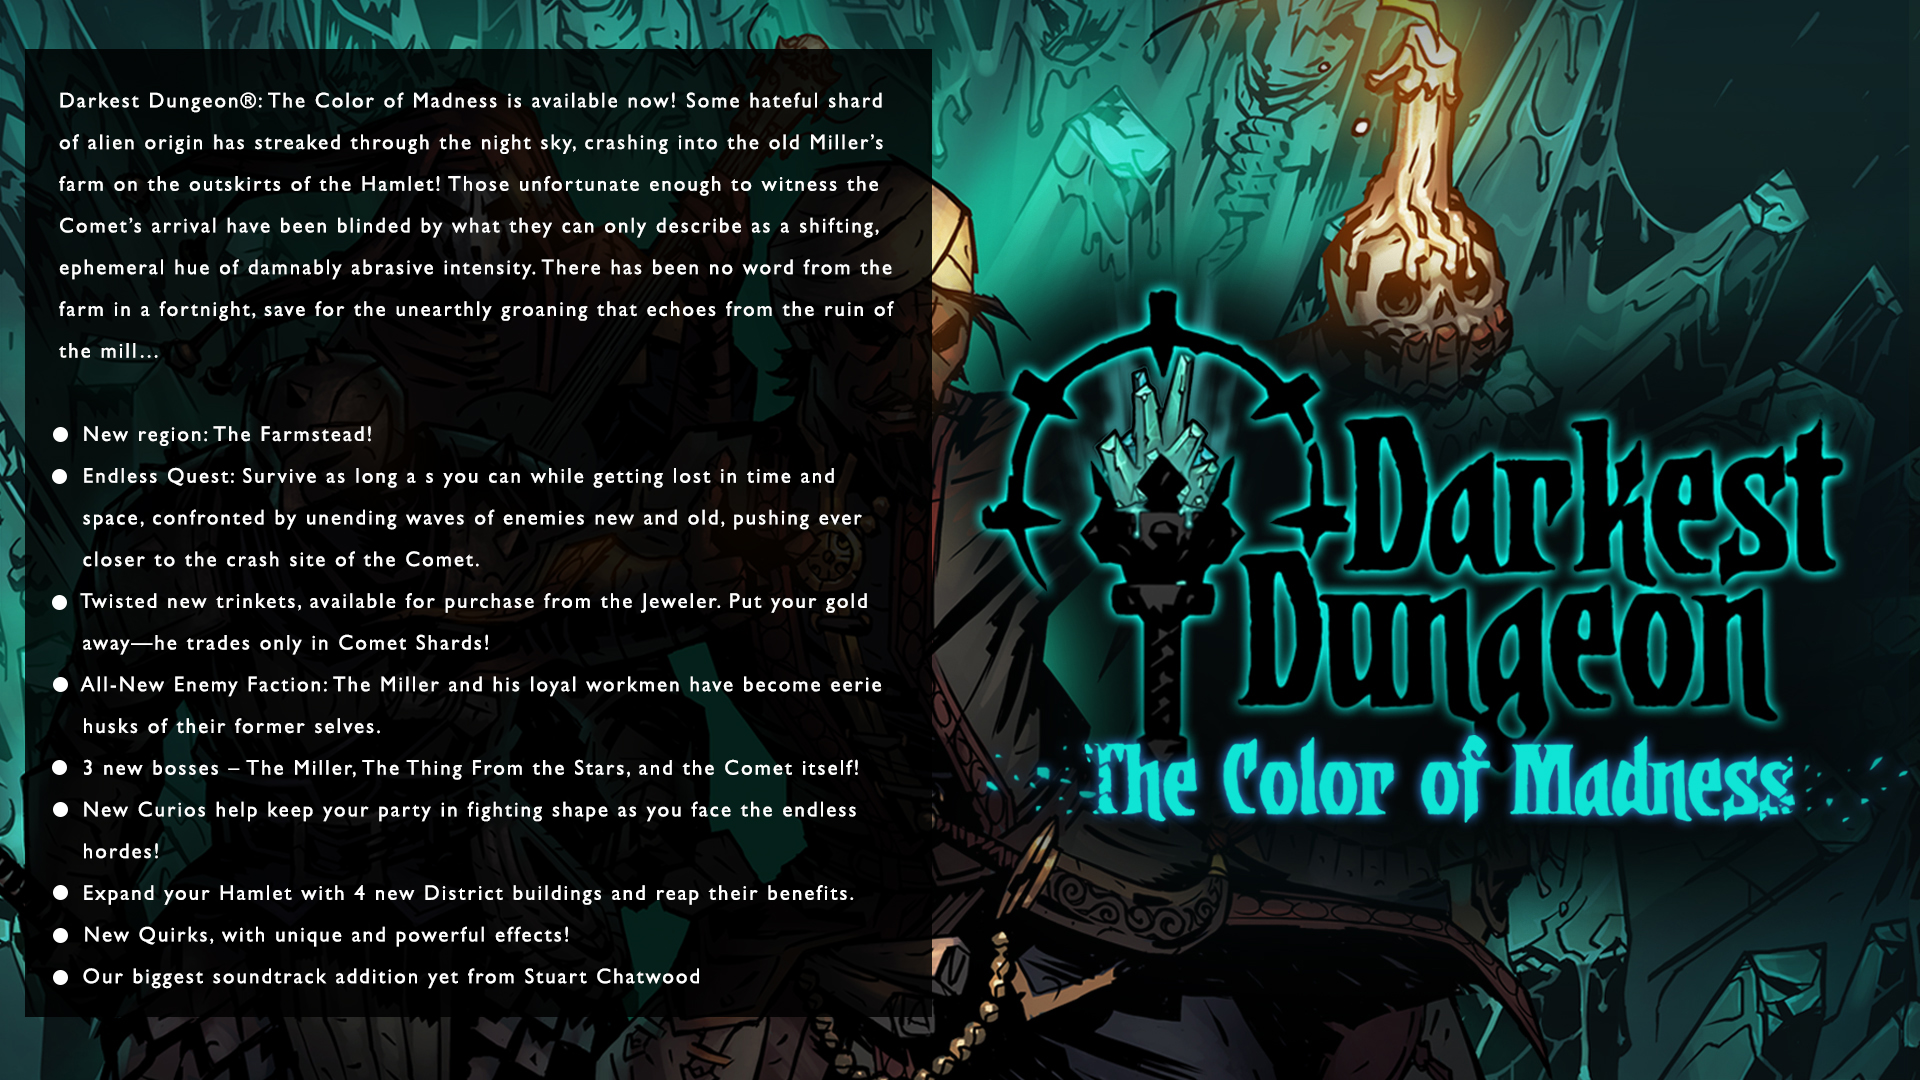 Darkest Dungeon®: The Color of Madness is available now! Some hateful shard
of alien origin has streaked through the night sky, crashing into the old Miller’s
farm on the outskirts of the Hamlet! Those unfortunate enough to witness the
Comet’s arrival have been blinded by what they can only describe as a shifting,
ephemeral hue of damnably abrasive intensity. There has been no word from the
farm in a fortnight, save for the unearthly groaning that echoes from the ruin of
the mill…
● New region: The Farmstead!
● Endless Quest: Survive as long a s you can while getting lost in time and
space, confronted by unending waves of enemies new and old, pushing ever
closer to the crash site of the Comet.
● Twisted new trinkets, available for purchase from the Jeweler. Put your gold
away—he trades only in Comet Shards!
● All-New Enemy Faction: The Miller and his loyal workmen have become eerie
husks of their former selves.
● 3 new bosses – The Miller, The Thing From the Stars, and the Comet itself!
● New Curios help keep your party in fighting shape as you face the endless
hordes!
● Expand your Hamlet with 4 new District buildings and reap their benefits.
● New Quirks, with unique and powerful effects!
● Our biggest soundtrack addition yet from Stuart Chatwood
Darkest
Dungeon
The Color of Madness